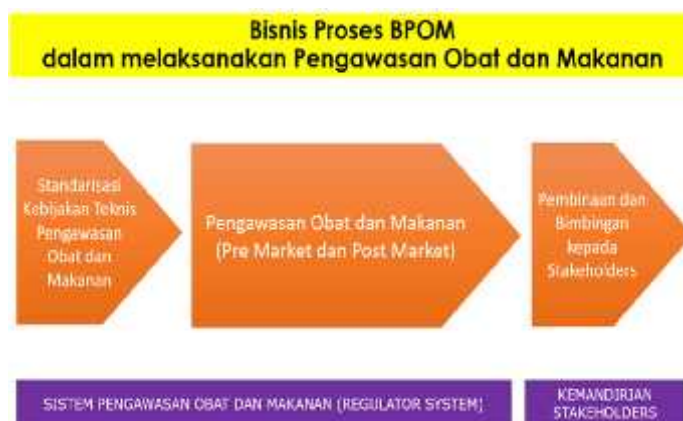 Bisnis Proses BPOM
dalam melaksanakan Pengawasan Obat dan Makanan
Standarisasi
Kebijakan Teknis
Pengawasan
Obat dan
Makanan
Pengawasan Obat dan Makanan
(Pre Market dan Post Market)
Pembinaan dan
Bimbingan
kepada
Stakeholders
SISTEM PENGAWASAN OBAT DAN MAKANAN (REGULATOR SYSTEM)
KEMANDIRIAN
STAKEHOLDERS